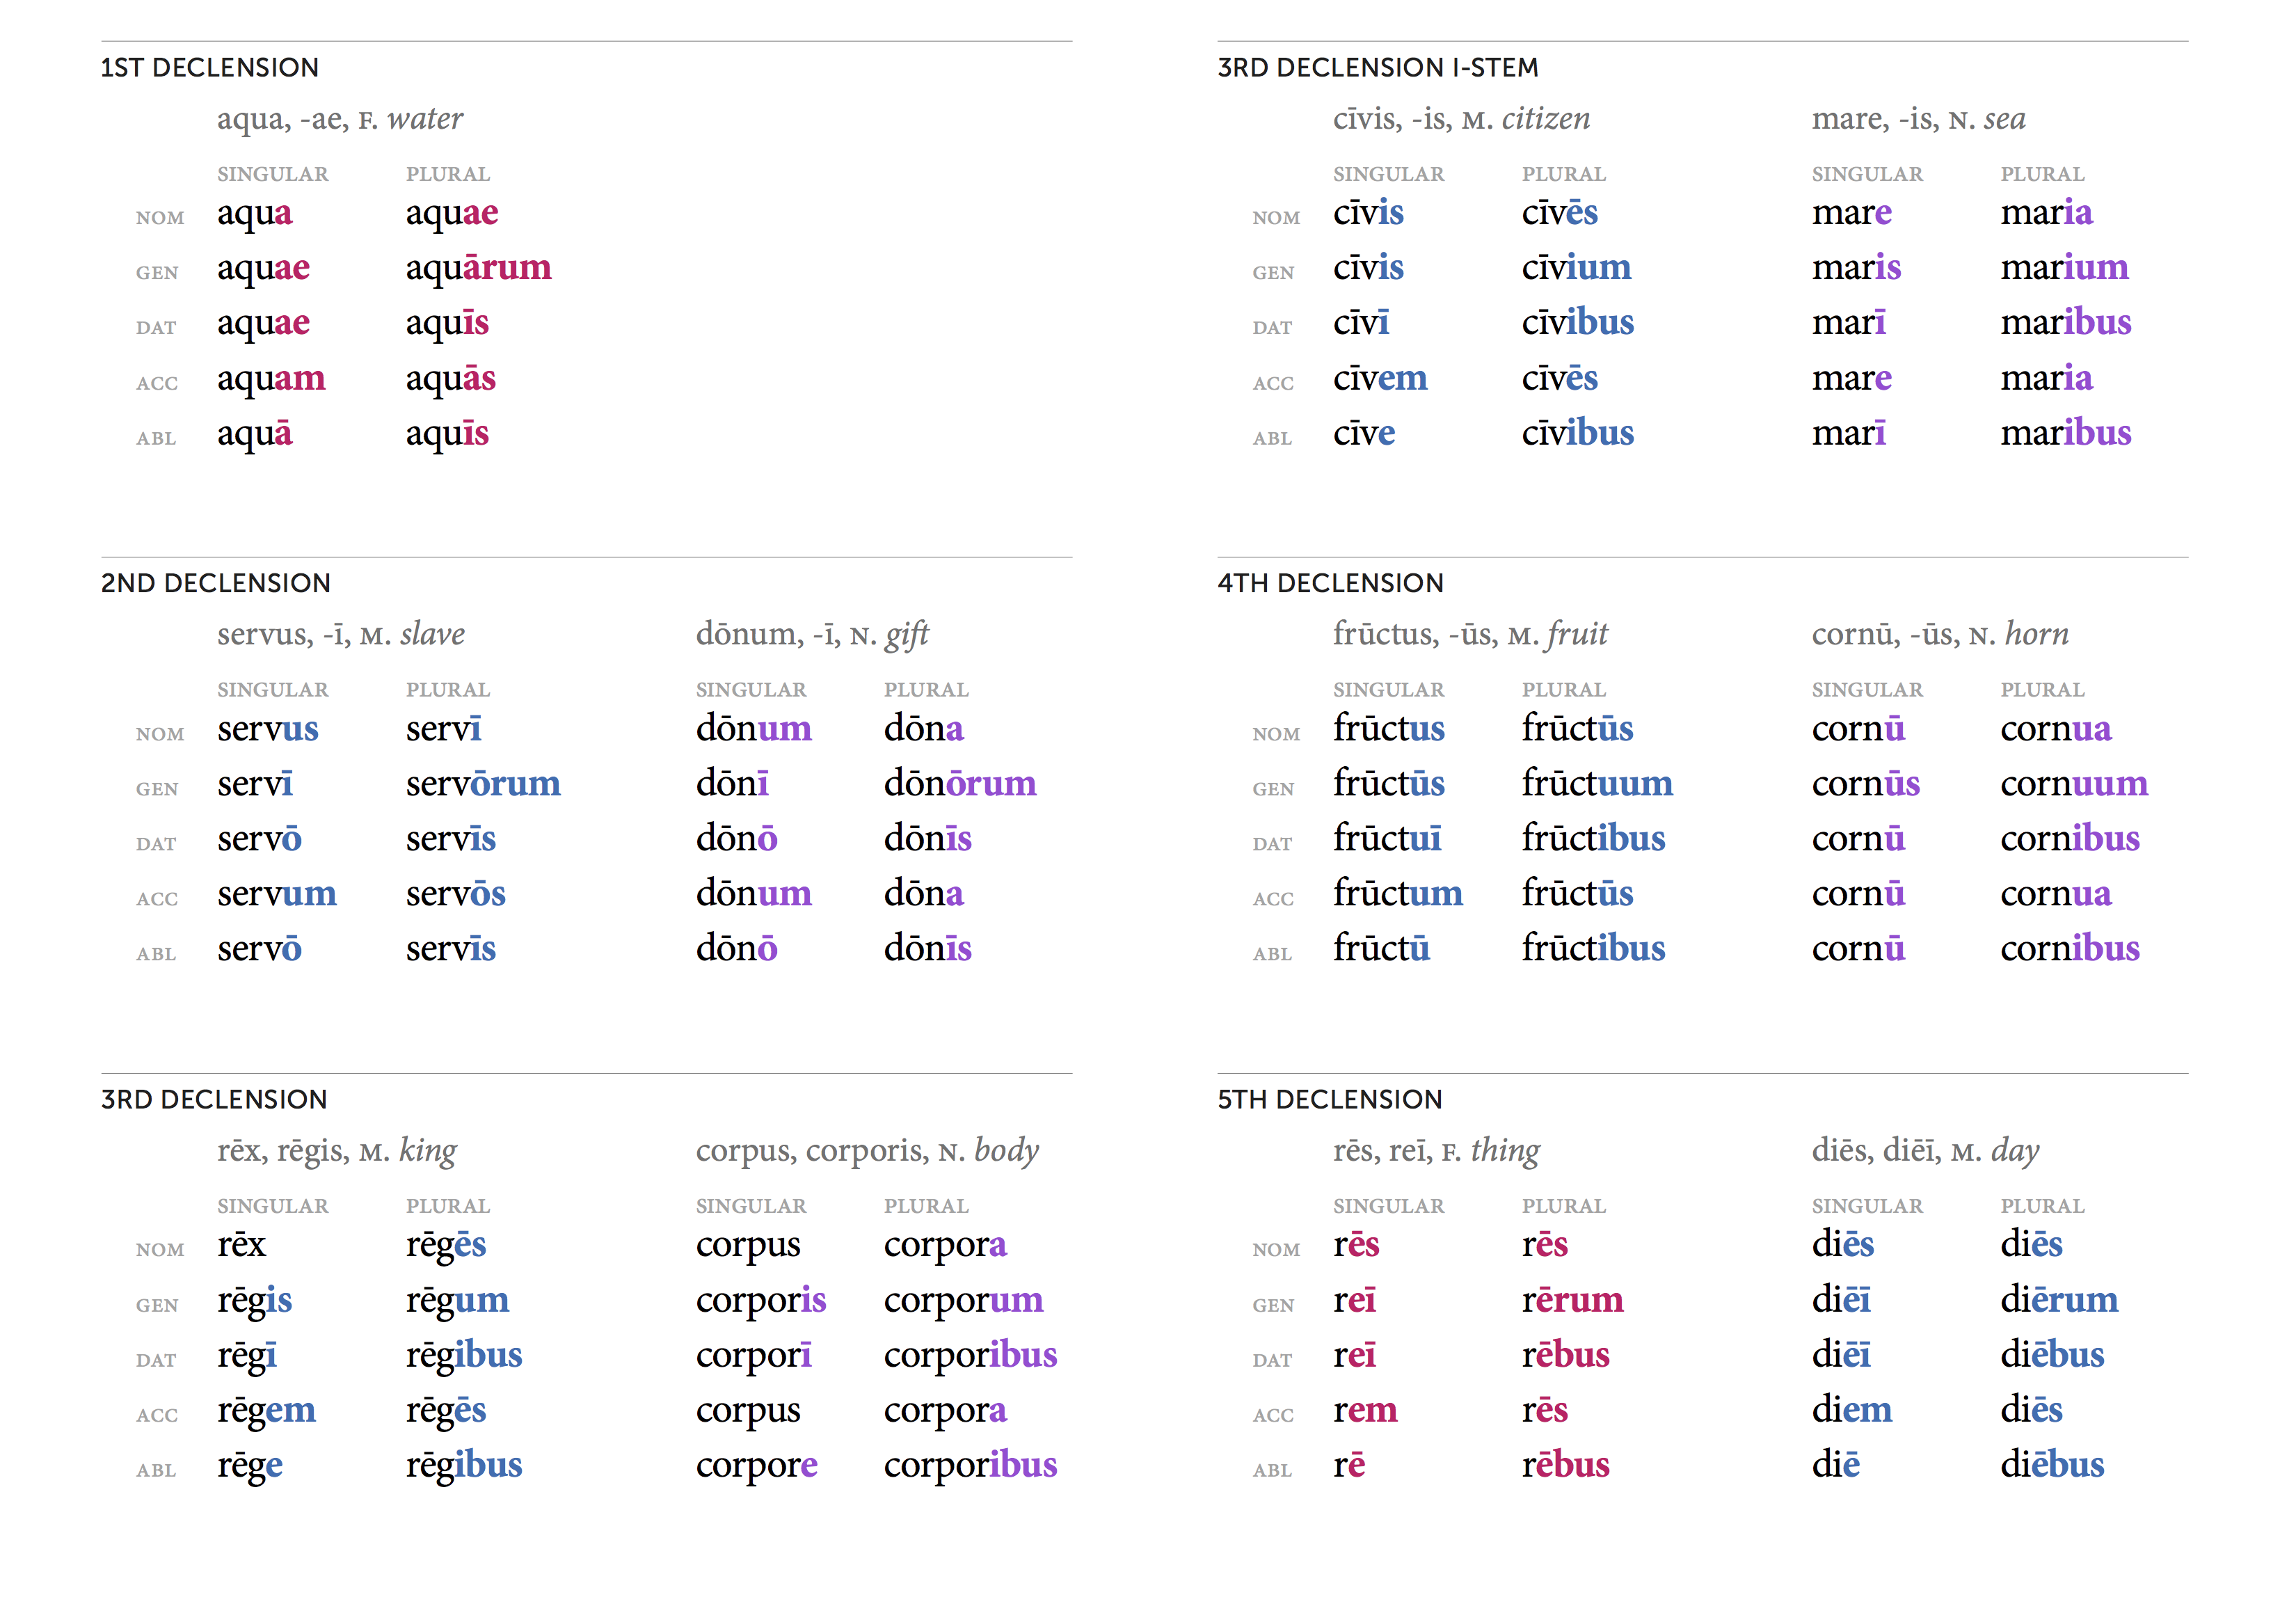 1ST DECLENSION
aqua, -ae, F. water
SINGULAR PLURAL
NOM aqua aquae
GEN aquae aquārum
DAT aquae aquīs
ACC aquam aquās
ABL aquā aquīs
2ND DECLENSION
servus, -ī, M. slave dōnum, -ī, N. gift
SINGULAR PLURAL SINGULAR PLURAL
NOM servus servī dōnum dōna
GEN servī servōrum dōnī dōnōrum
DAT servō servīs dōnō dōnīs
ACC servum servōs dōnum dōna
ABL servō servīs dōnō dōnīs
3RD DECLENSION
rēx, rēgis, M. king corpus, corporis, N. body
SINGULAR PLURAL SINGULAR PLURAL
NOM rēx rēgēs corpus corpora
GEN rēgis rēgum corporis corporum
DAT rēgī rēgibus corporī corporibus
ACC rēgem rēgēs corpus corpora
ABL rēge rēgibus corpore corporibus
3RD DECLENSION I-STEM
cīvis, -is, M. citizen mare, -is, N. sea
SINGULAR PLURAL SINGULAR PLURAL
NOM cīvis cīvēs mare maria
GEN cīvis cīvium maris marium
DAT cīvī cīvibus marī maribus
ACC cīvem cīvēs mare maria
ABL cīve cīvibus marī maribus
4TH DECLENSION
frūctus, -ūs, M. fruit cornū, -ūs, N. horn
SINGULAR PLURAL SINGULAR PLURAL
NOM frūctus frūctūs cornū cornua
GEN frūctūs frūctuum cornūs cornuum
DAT frūctuī frūctibus cornū cornibus
ACC frūctum frūctūs cornū cornua
ABL frūctū frūctibus cornū cornibus
5TH DECLENSION
rēs, reī, F. thing diēs, diēī, M. day
SINGULAR PLURAL SINGULAR PLURAL
NOM rēs rēs diēs diēs
GEN reī rērum diēī diērum
DAT reī rēbus diēī diēbus
ACC rem rēs diem diēs
ABL rē rēbus diē diēbus